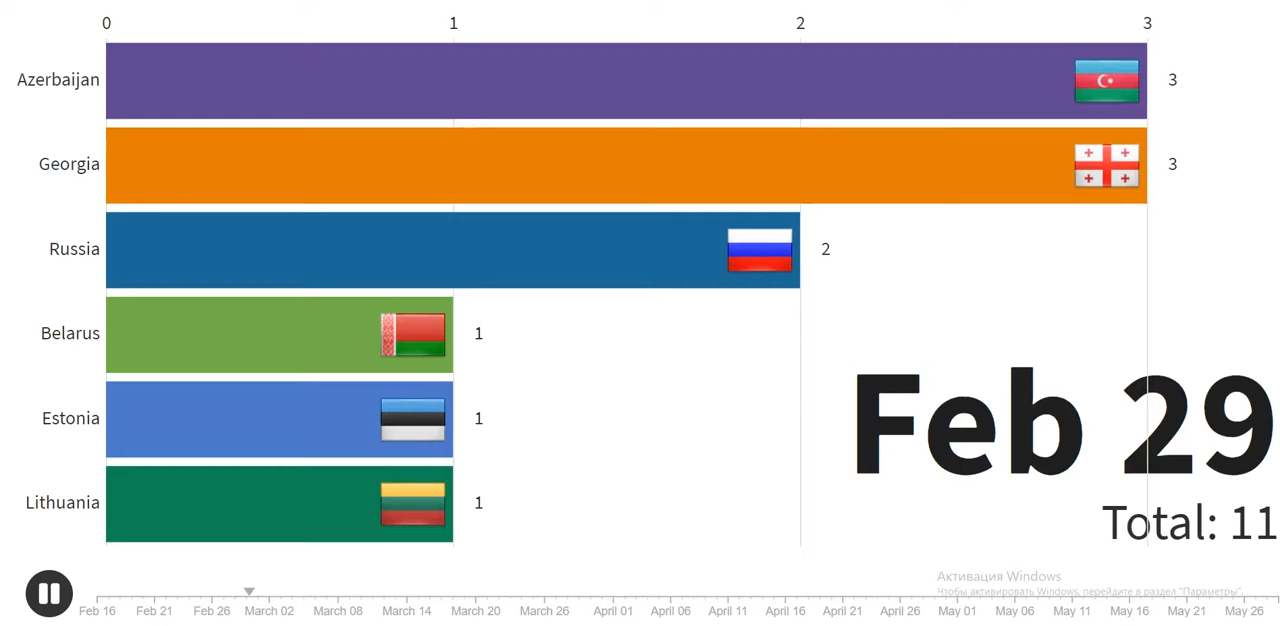 0 1 2 3
Azerbaijan 3
Georgia 3
Russia 2
Belarus 1
Estonia 1
Lithuania 1
Feb 29
Total: 11
Активация Windows
Чтобы активировать Windows, перейдите в раздел "Параметры".
Feb 16 Feb 21 Feb 26 March 02 March 08 March 14 March 20 March 26 April 01 April 06 April 11 April 16 April 21 April 26 May 01 May 06 May 11 May 16 May 21 May 26